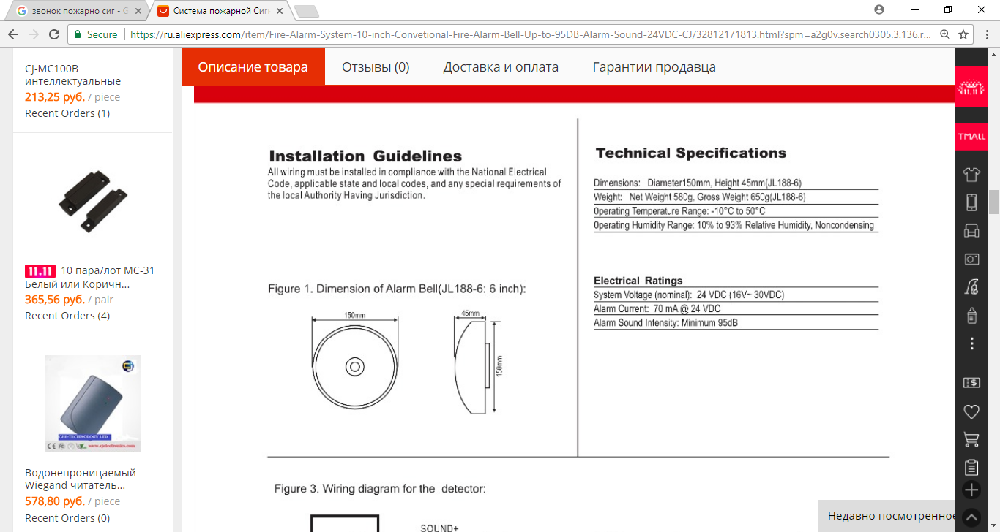 звонок пожарно сиг - G
Система пожарной Сигн
Secure
https://ru.aliexpress.com/item/Fire-Alarm-System-10-inch-Convetional-Fire-Alarm-Bell-Up-to-95DB-Alarm-Sound-24VDC-CJ/32812171813.html?spm=a2g0v.search0305.3.136.r...
CJ-MC100B
интеллектуальные
213,25 руб. / piece
Recent Orders (1)
11.11 10 пара/лот MC-31
Белый или Коричн...
365,56 руб. / pair
Recent Orders (4)
CJ E-TECHNOLOGY LTD
www.cjelectronics.com
Водонепроницаемый
Wiegand читатель...
578,80 руб. / piece
Recent Orders (0)
Описание товара
Отзывы (0)
Доставка и оплата
Гарантии продавца
Installation Guidelines
All wiring must be installed in compliance with the National Electrical
Code, applicable state and local codes, and any special requirements of
the local Authority Having Jurisdiction.
Figure 1. Dimension of Alarm Bell(JL188-6: 6 inch):
150mm
45mm
150mm
Technical Specifications
Dimensions: Diameter150mm, Height 45mm(JL188-6)
Weight: Net Weight 580g, Gross Weight 650g(JL188-6)
Operating Temperature Range: -10°C to 50°C
Operating Humidity Range: 10% to 93% Relative Humidity, Noncondensing
Electrical Ratings
System Voltage (nominal): 24 VDC (16V~ 30VDC)
Alarm Current: 70 mA @ 24 VDC
Alarm Sound Intensity: Minimum 95dB
Figure 3. Wiring diagram for the detector:
SOUND+
11.11
TMALL
Недавно посмотренное